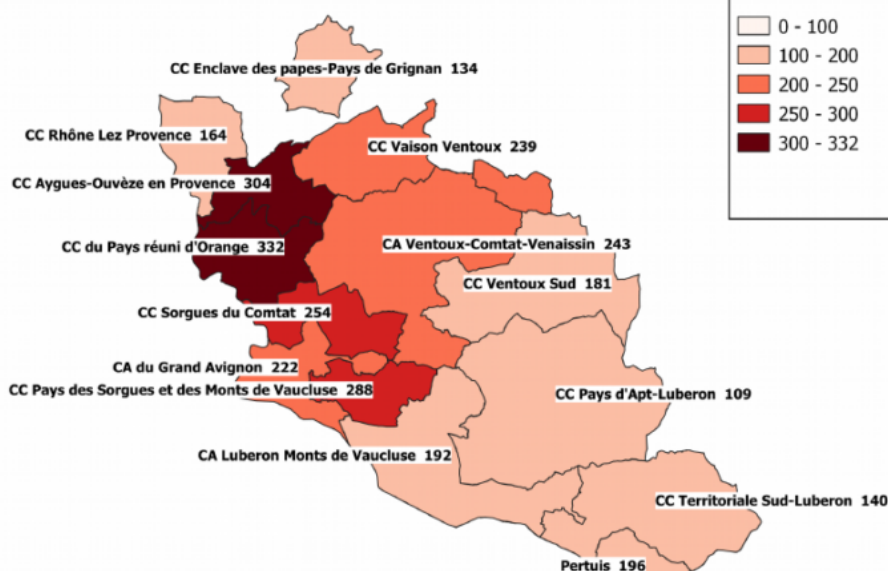 0 - 100
100 - 200
200 - 250
250 - 300
300 - 332
CC Enclave des papes-Pays de Grignan 134
CC Rhône Lez Provence 164
CC Vaison Ventoux 239
CC Aygues-Ouvèze en Provence 304
CC du Pays réuni d'Orange 332
CA Ventoux-Comtat-Venaissin 243
CC Ventoux Sud 181
CC Sorgues du Comtat 254
CA du Grand Avignon 222
CC Pays des Sorgues et des Monts de Vaucluse 288
CC Pays d'Apt-Luberon 109
CA Luberon Monts de Vaucluse 192
CC Territoriale Sud-Luberon 140
Pertuis 196